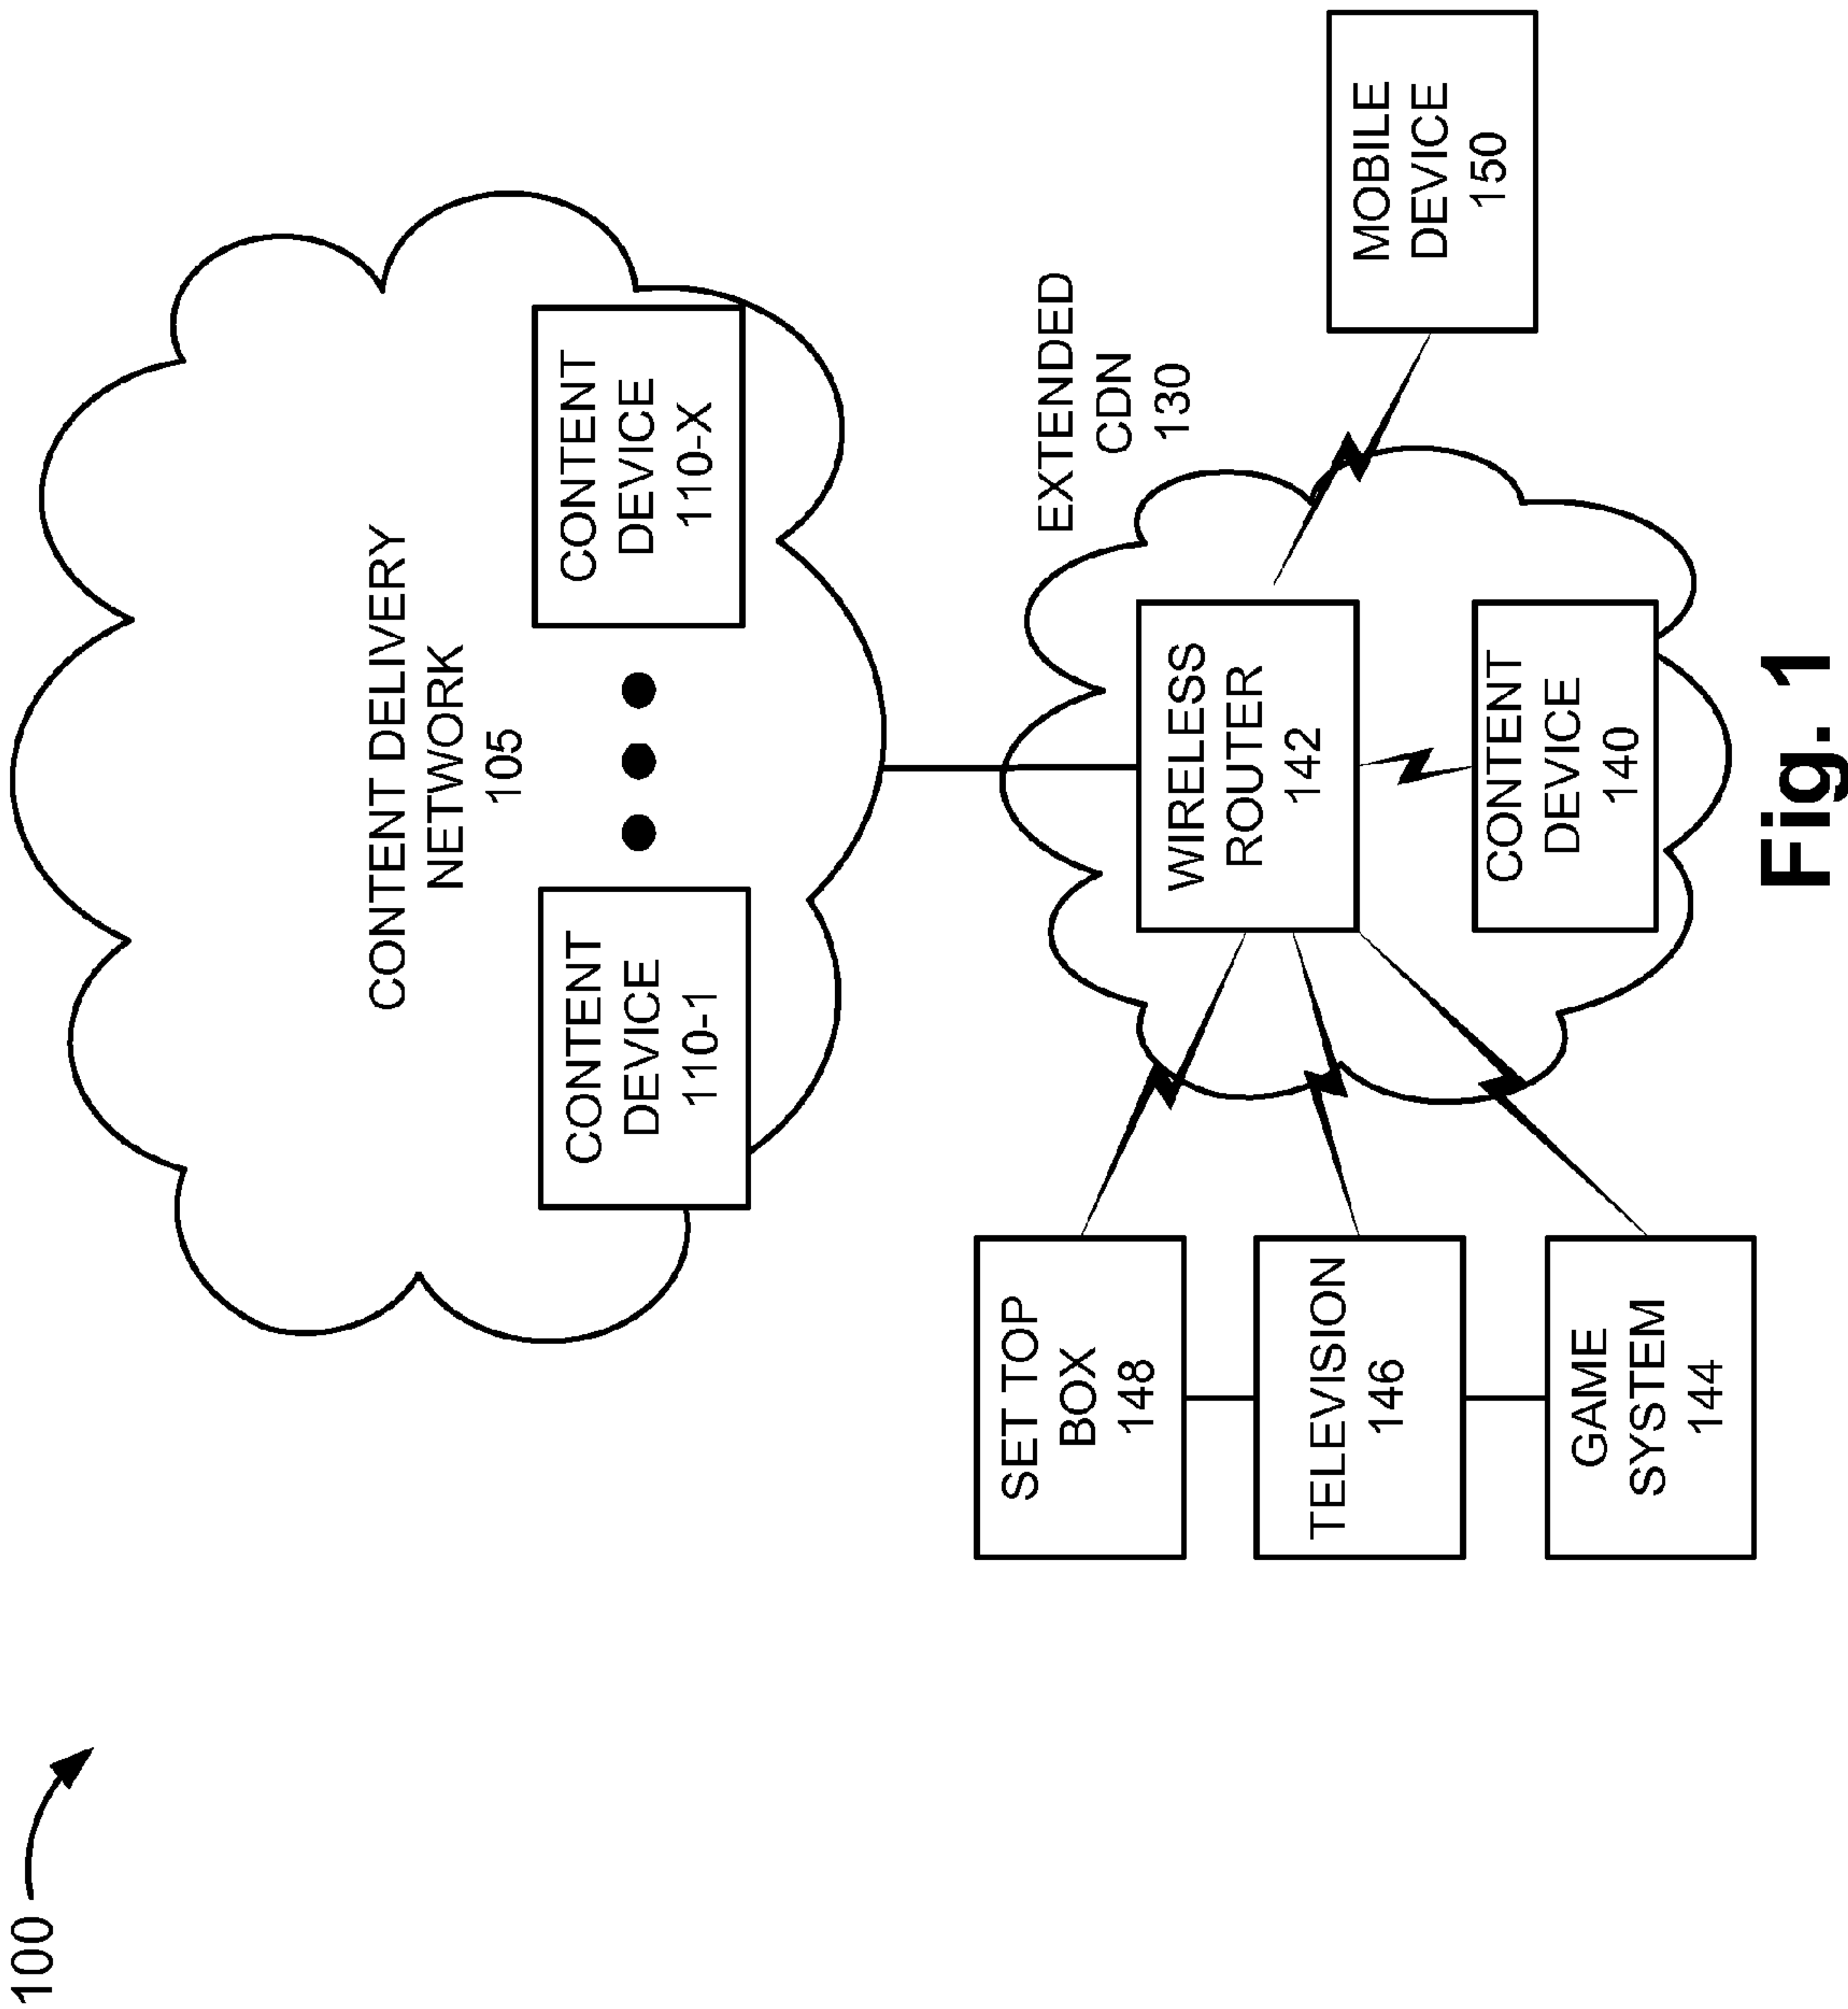 100
CONTENT DELIVERY
NETWORK
105
CONTENT
DEVICE
110-1
CONTENT
DEVICE
110-X
EXTENDED
CDN
130
SET TOP
BOX
148
WIRELESS
ROUTER
142
TELEVISION
146
MOBILE
DEVICE
150
GAME
SYSTEM
144
CONTENT
DEVICE
140
Fig. 1